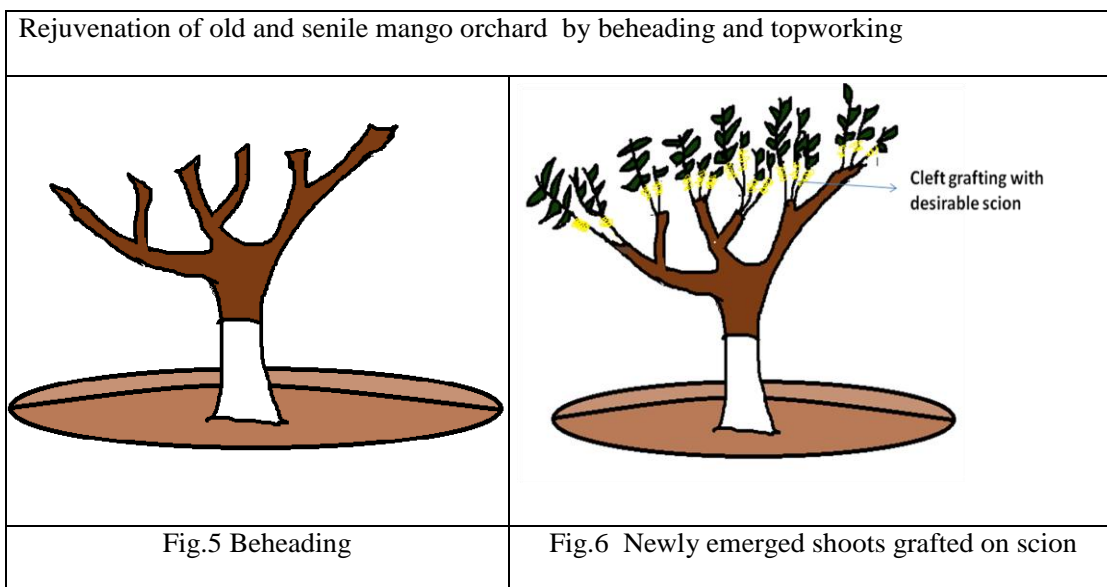 Rejuvenation of old and senile mango orchard by beheading and topworking
Cleft grafting with
desirable scion
Fig.5 Beheading
Fig.6 Newly emerged shoots grafted on scion